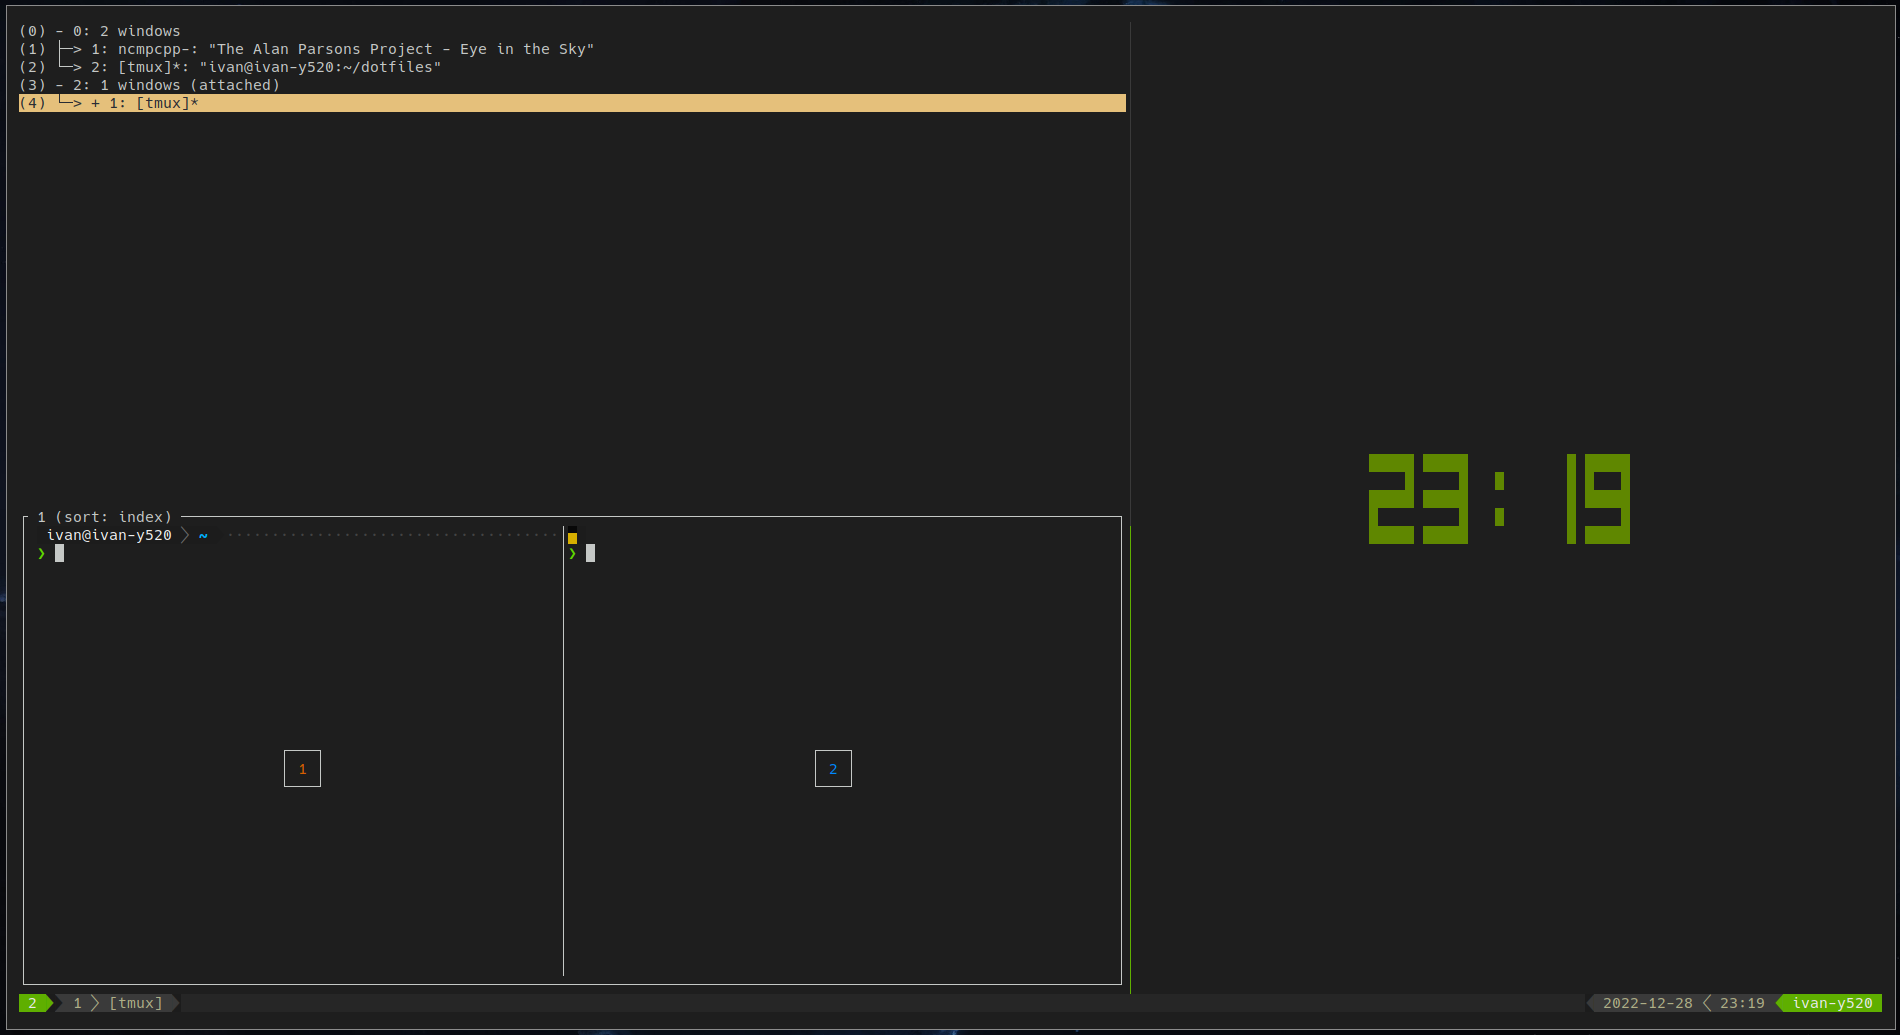 (0) - 0: 2 windows
(1) ├─> 1: ncmpcpp-: "The Alan Parsons Project - Eye in the Sky"
(2) └─> 2: [tmux]*: "ivan@ivan-y520:~/dotfiles"
(3) - 2: 1 windows (attached)
(4) └─> + 1: [tmux]*
23:19
1 (sort: index)
ivan@ivan-y520 ~
❯
❯
1
2
2 1 [tmux] 2022-12-28 23:19 ivan-y520